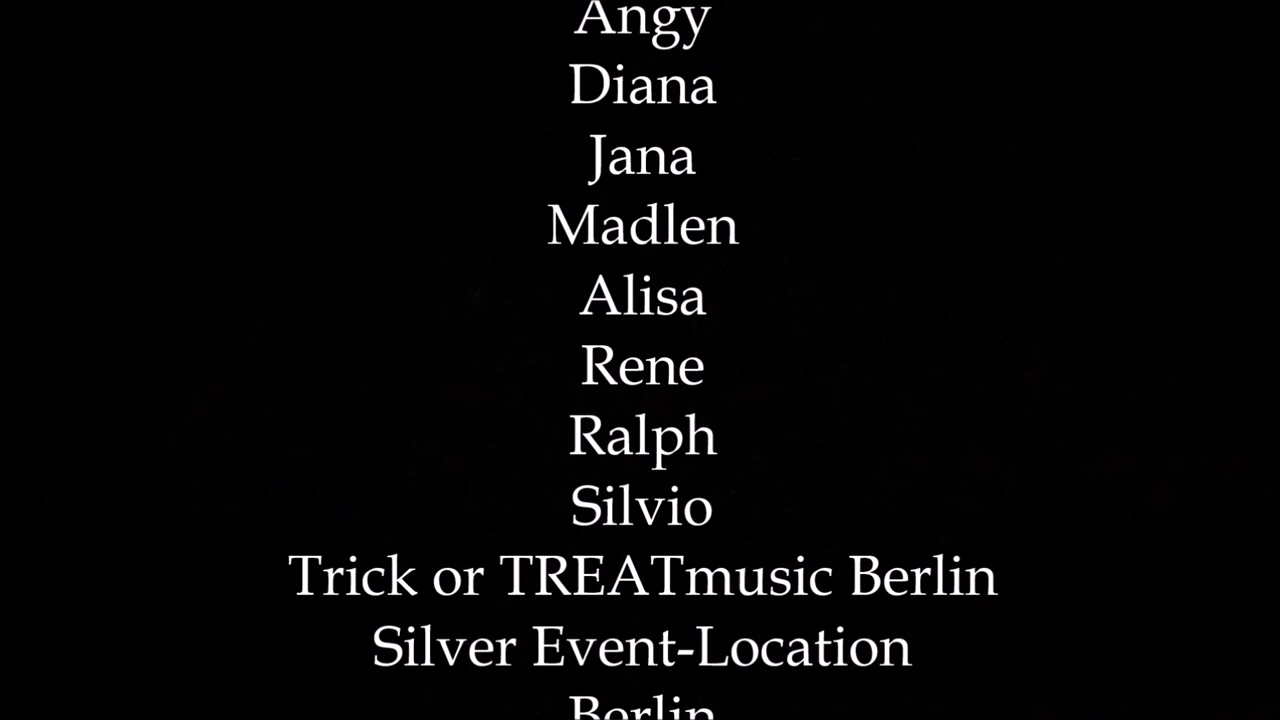 Angy
Diana
Jana
Madlen
Alisa
Rene
Ralph
Silvio
Trick or TREATmusic Berlin
Silver Event-Location
Berlin